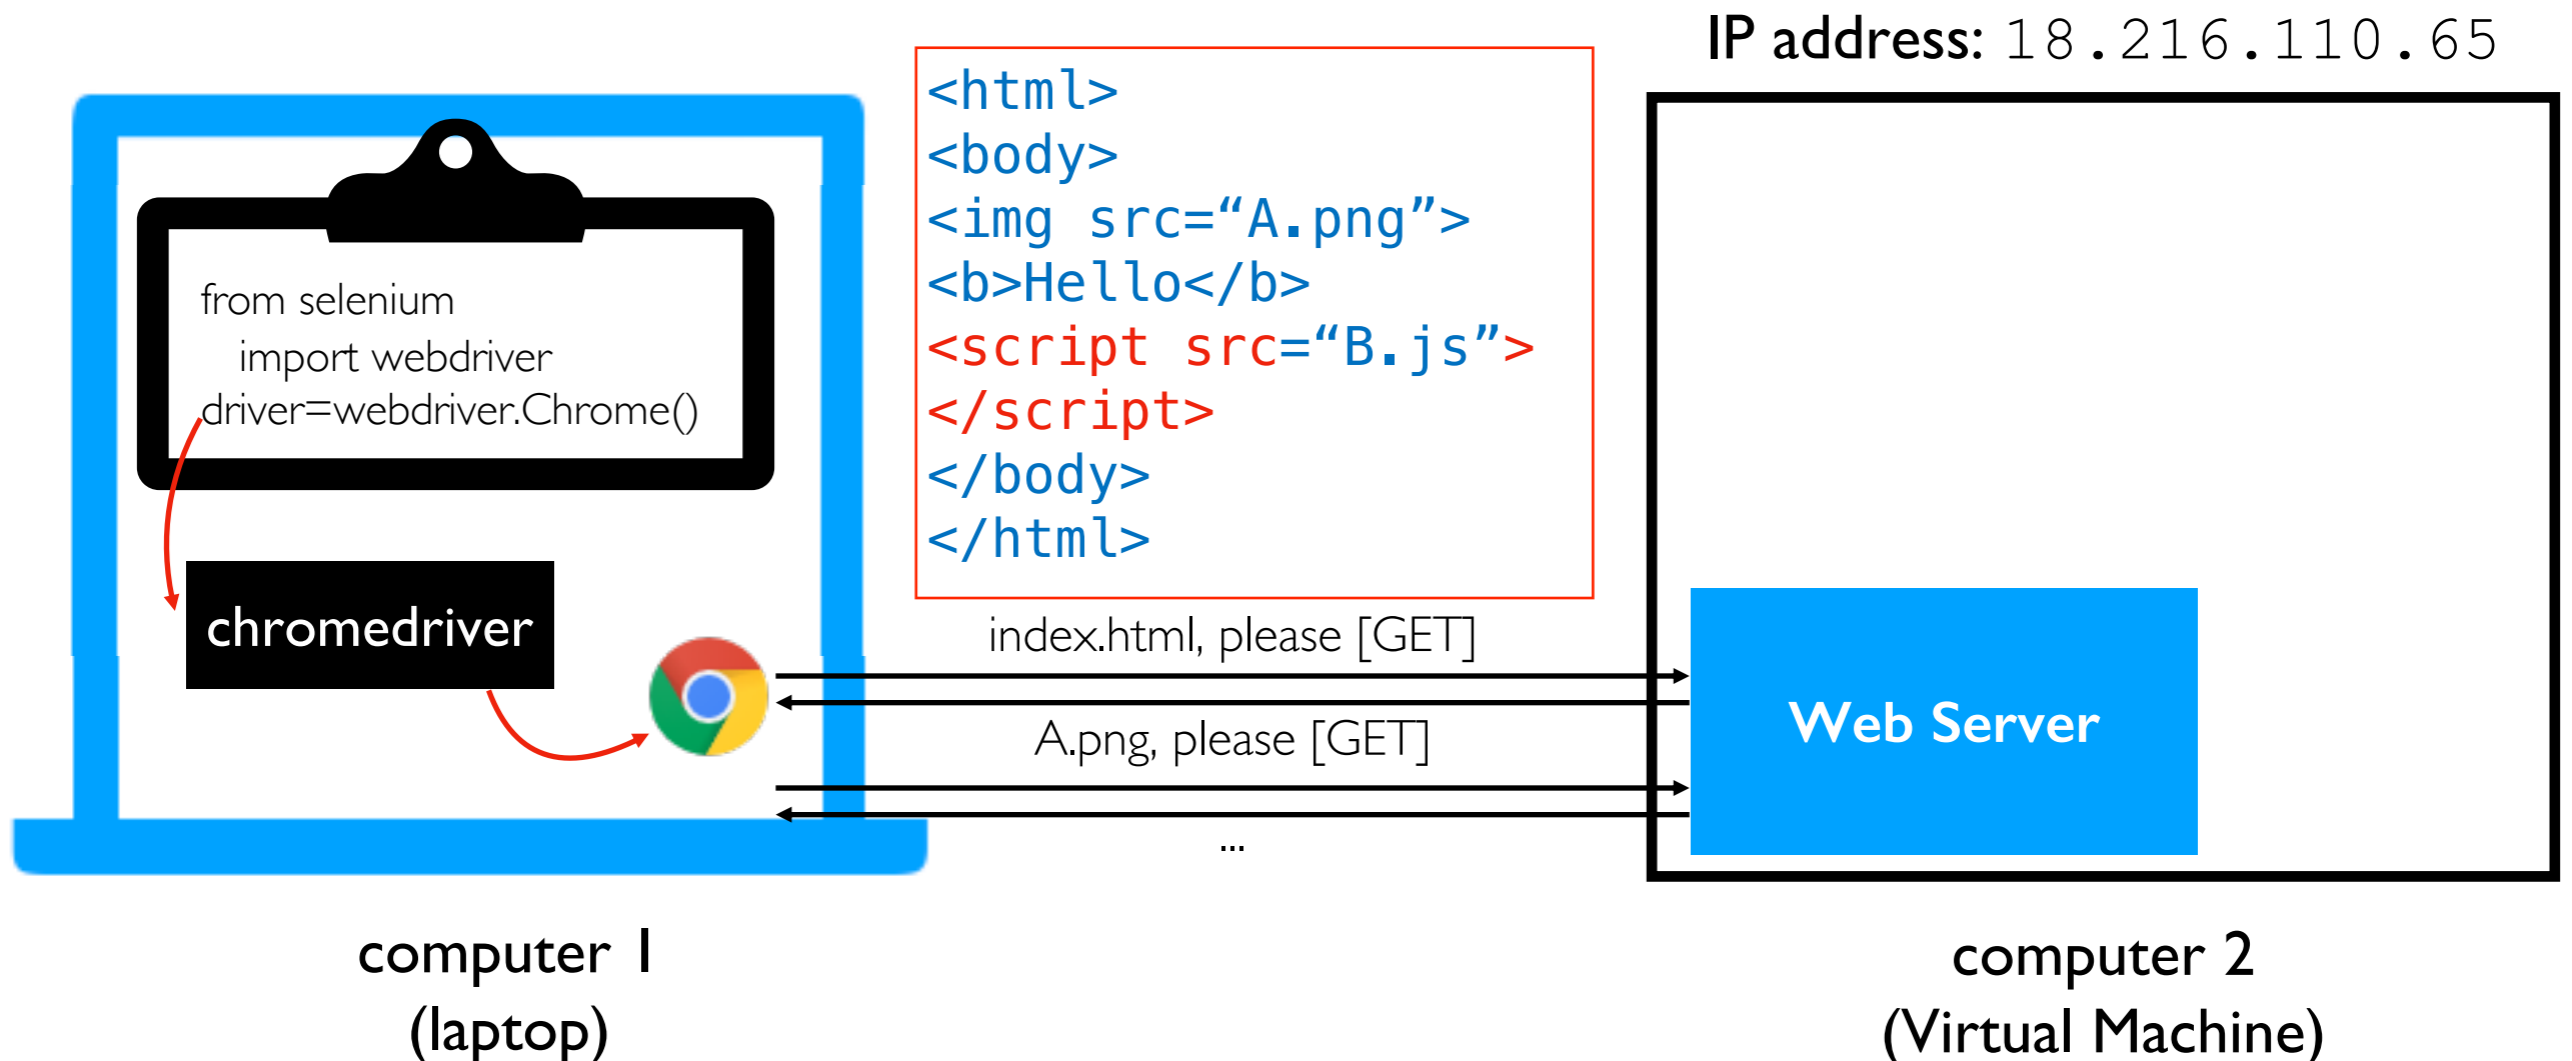 IP address: 18.216.110.65
from selenium
import webdriver
driver=webdriver.Chrome()
chromedriver
<html>
<body>
<img src=“A.png”>
<b>Hello</b>
<script src=“B.js”>
</script>
</body>
</html>
index.html, please [GET]
A.png, please [GET]
...
Web Server
computer 1
(laptop)
computer 2
(Virtual Machine)